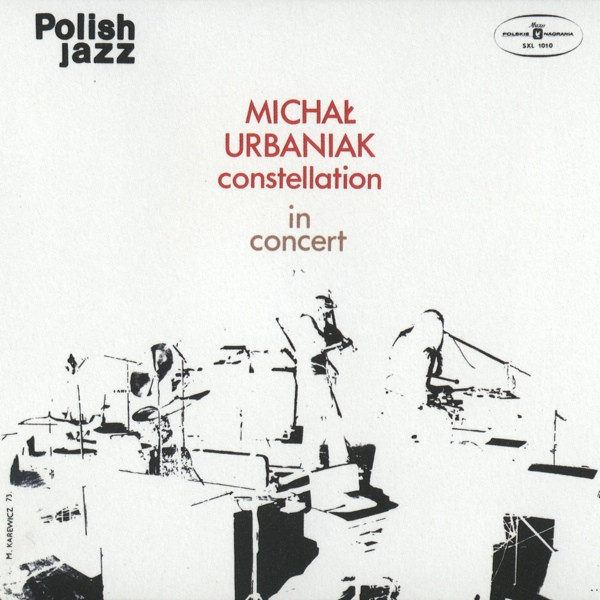 Polish
jazz
Muza
POLSKIE NAGRANIA
SXL 1010
MICHAŁ
URBANIAK
constellation
in
concert
M. KAREWICZ 73.